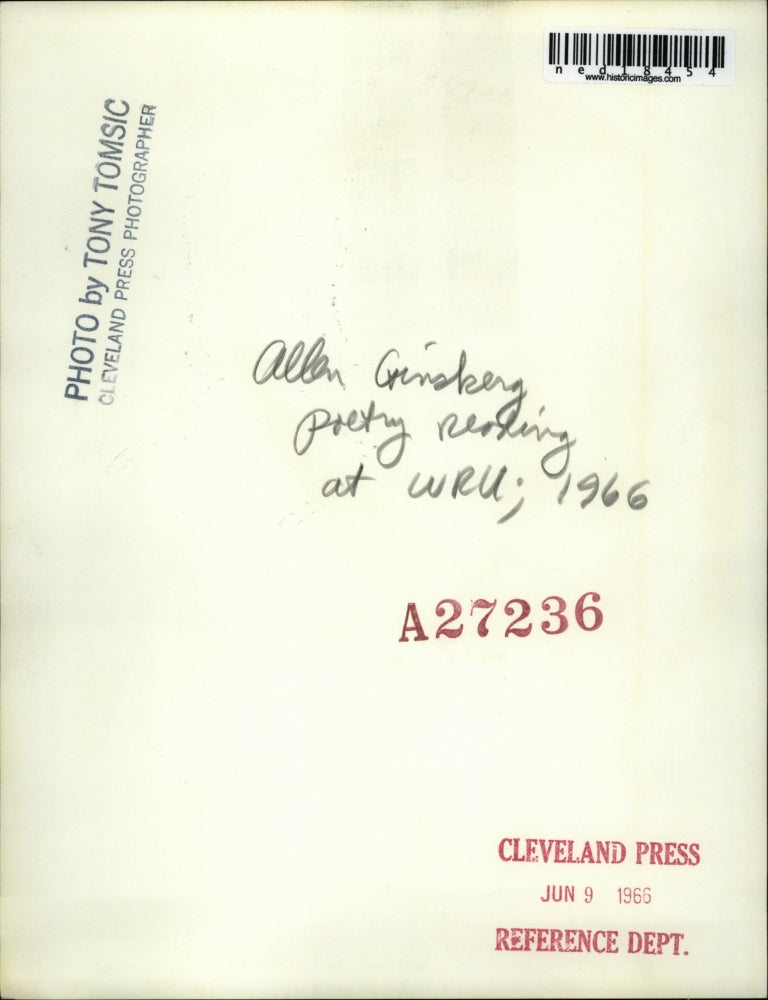 ned18454
www.historicimages.com
PHOTO by TONY TOMSIC
CLEVELAND PRESS PHOTOGRAPHER
Allen Ginsberg
poetry reading
at WRU; 1966
A27236
CLEVELAND PRESS
JUN 9 1966
REFERENCE DEPT.